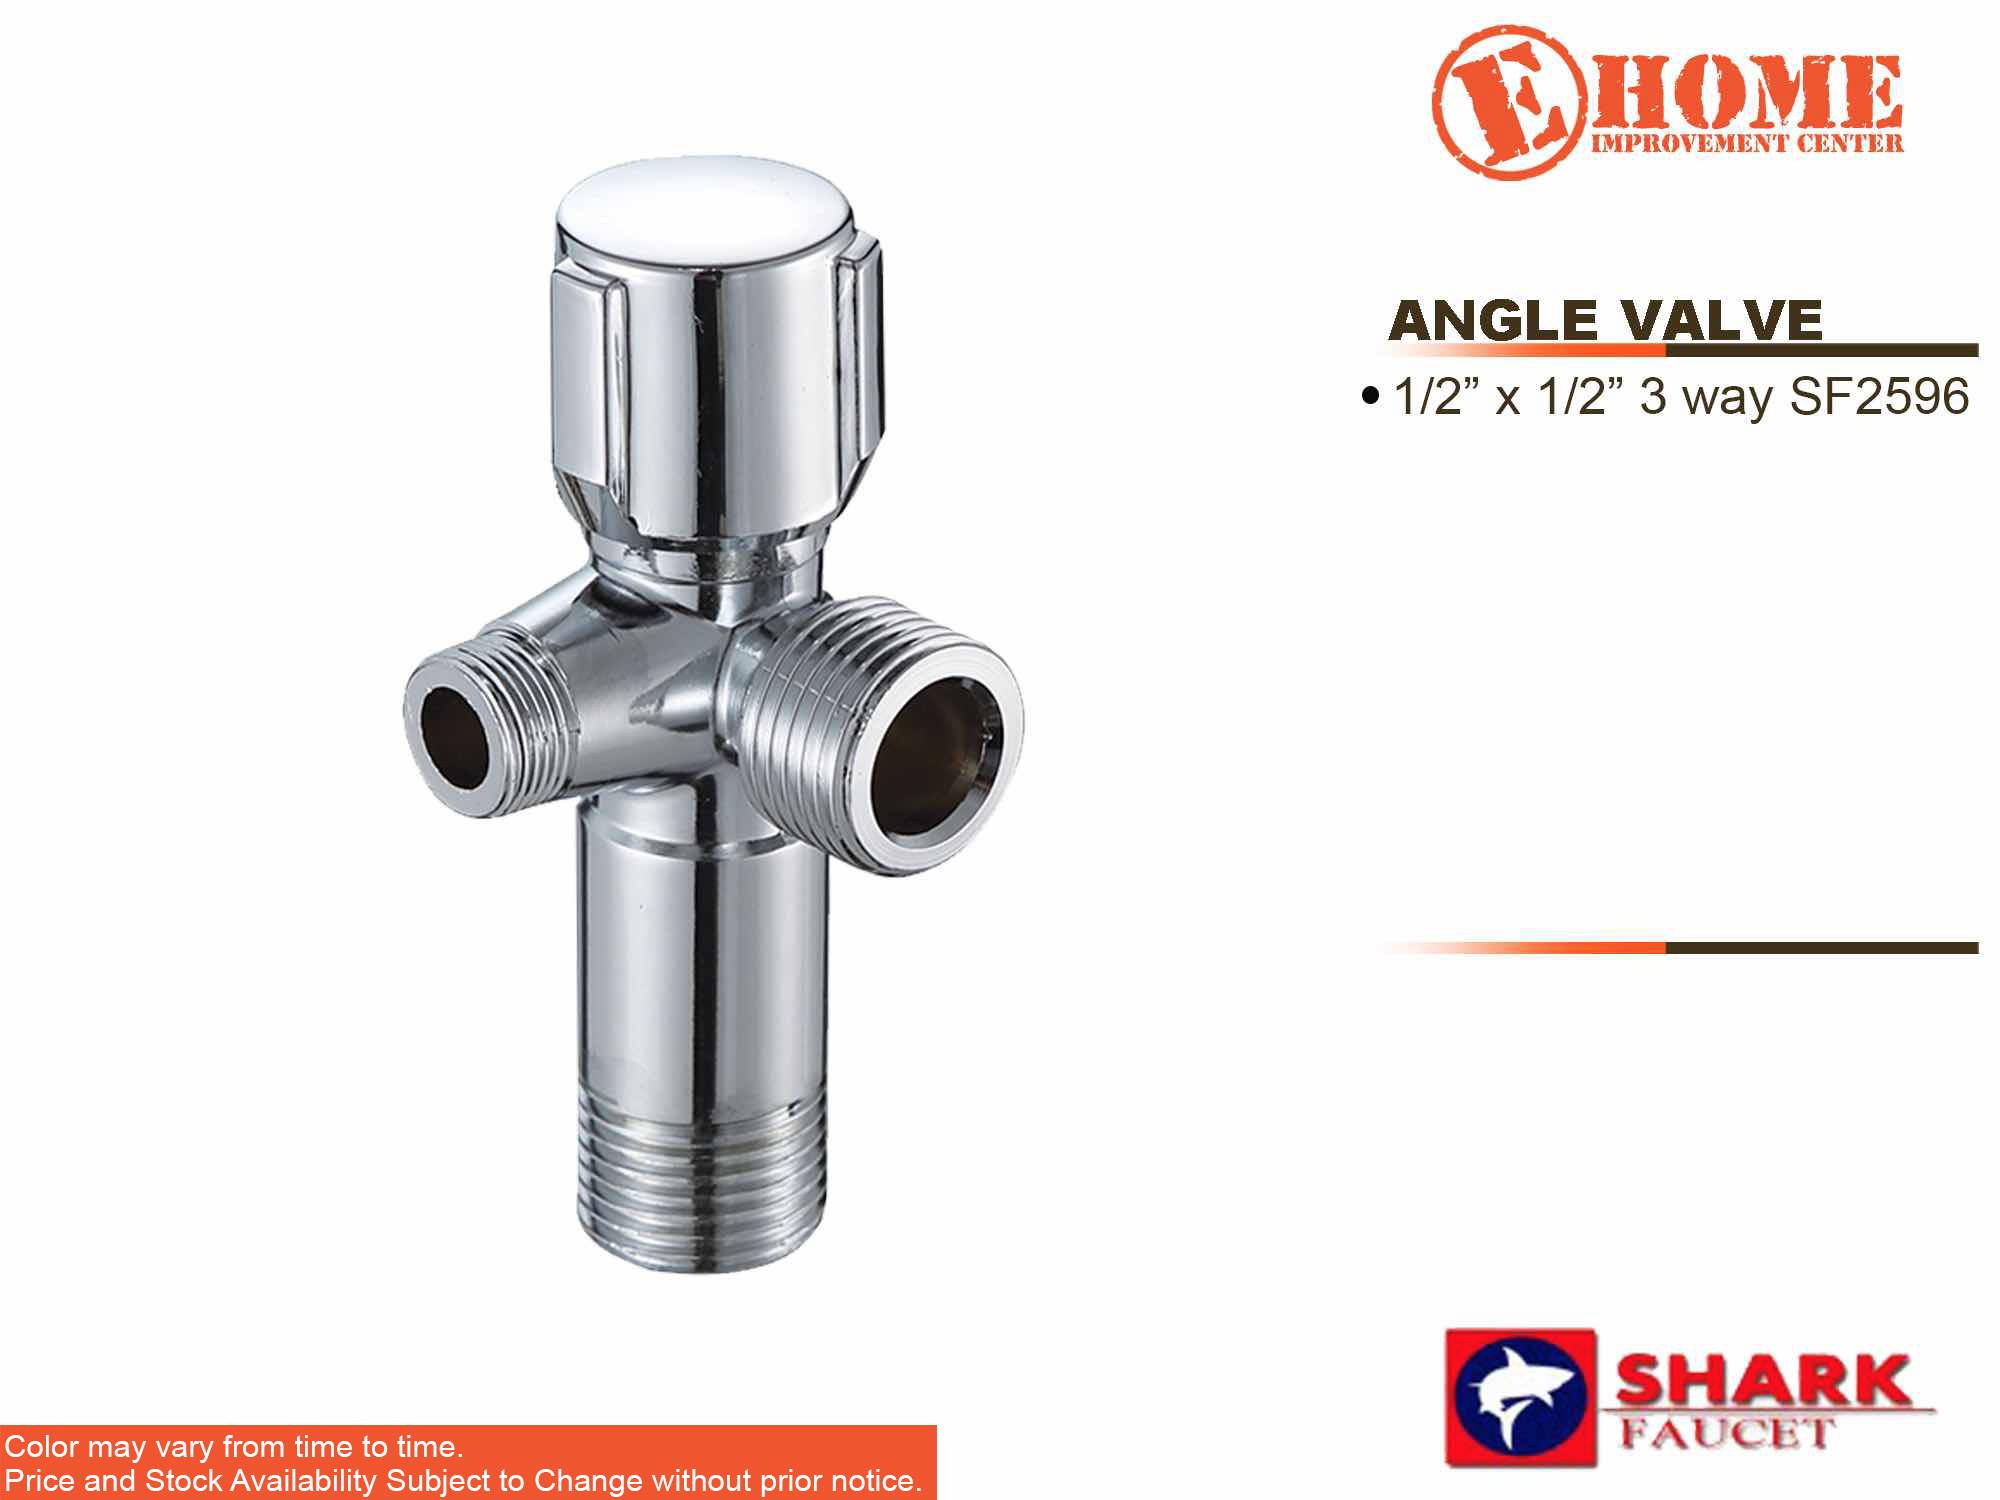 E HOME
IMPROVEMENT CENTER
ANGLE VALVE
• 1/2” x 1/2” 3 way SF2596
SHARK
FAUCET
Color may vary from time to time.
Price and Stock Availability Subject to Change without prior notice.